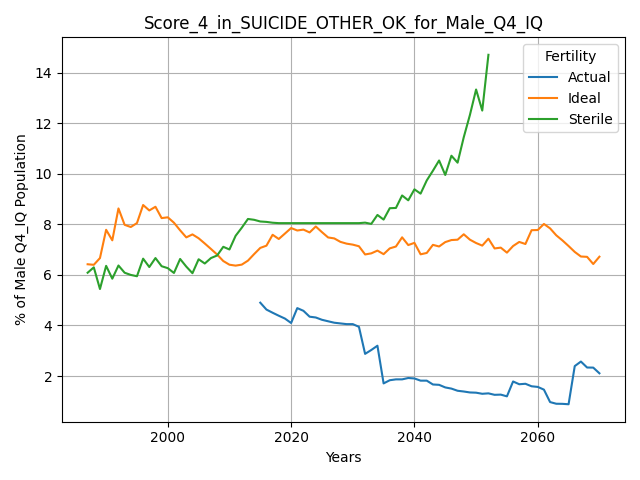 Score_4_in_SUICIDE_OTHER_OK_for_Male_Q4_IQ
Fertility
Actual
Ideal
Sterile
14
12
10
8
6
4
2
% of Male Q4_IQ Population
2000
2020
2040
2060
Years